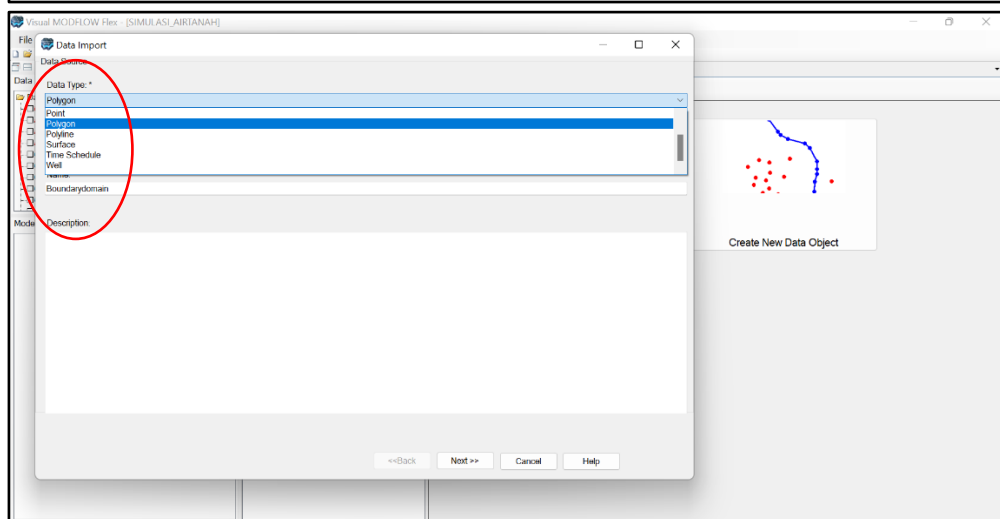 Visual MODFLOW Flex - [SIMULASI_AIRTANAH]
File
Data Import
Data Source
Data
Data Type: *
Polygon
Point
Polygon
Polyline
Surface
Time Schedule
Well
Name:
Boundarydomain
Mode
Description:
Create New Data Object
<<Back
Next >>
Cancel
Help